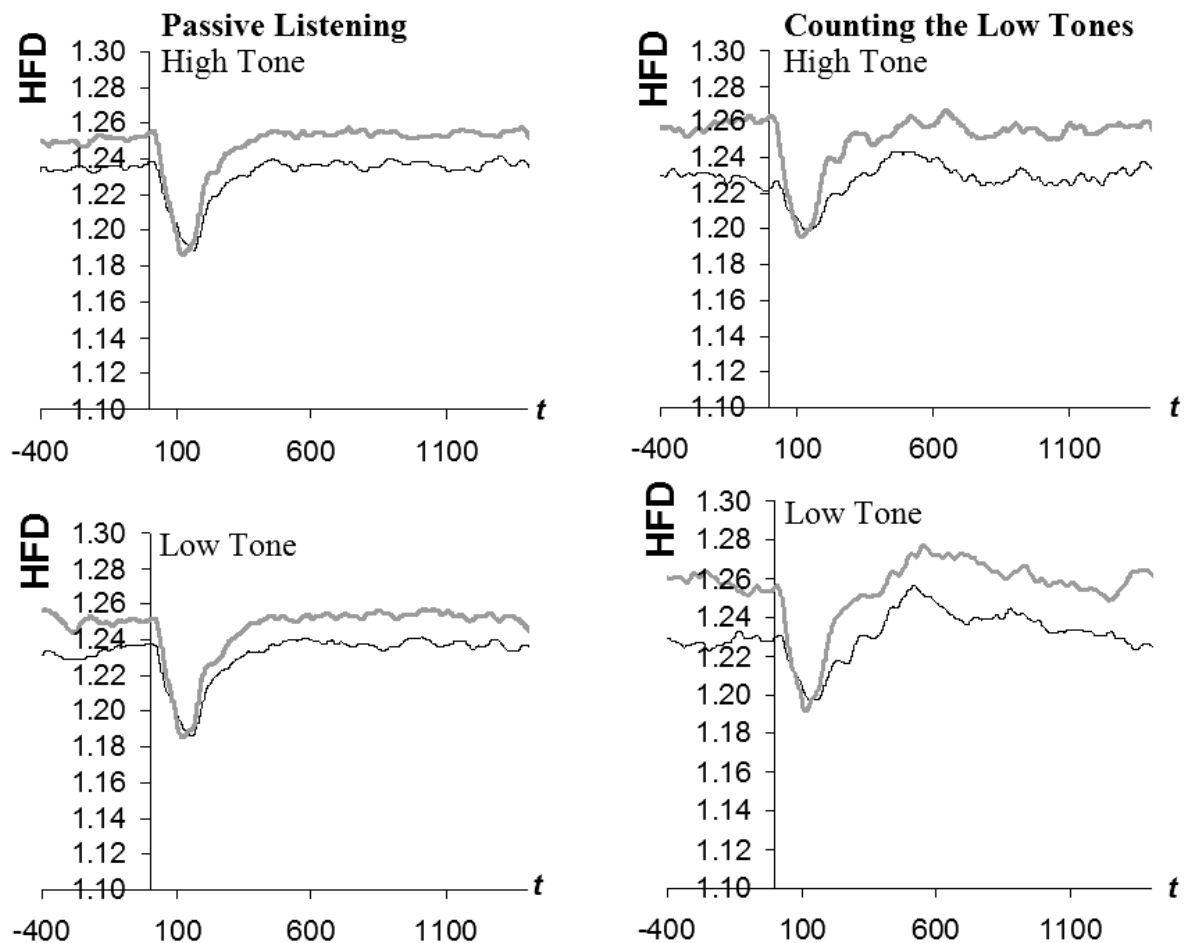 Passive Listening
High Tone
HFD
1.30
1.28
1.26
1.24
1.22
1.20
1.18
1.16
1.14
1.12
1.10
t
-400 100 600 1100
Counting the Low Tones
High Tone
HFD
1.30
1.28
1.26
1.24
1.22
1.20
1.18
1.16
1.14
1.12
1.10
t
-400 100 600 1100
Low Tone
HFD
1.30
1.28
1.26
1.24
1.22
1.20
1.18
1.16
1.14
1.12
1.10
t
-400 100 600 1100
Low Tone
HFD
1.30
1.28
1.26
1.24
1.22
1.20
1.18
1.16
1.14
1.12
1.10
t
-400 100 600 1100